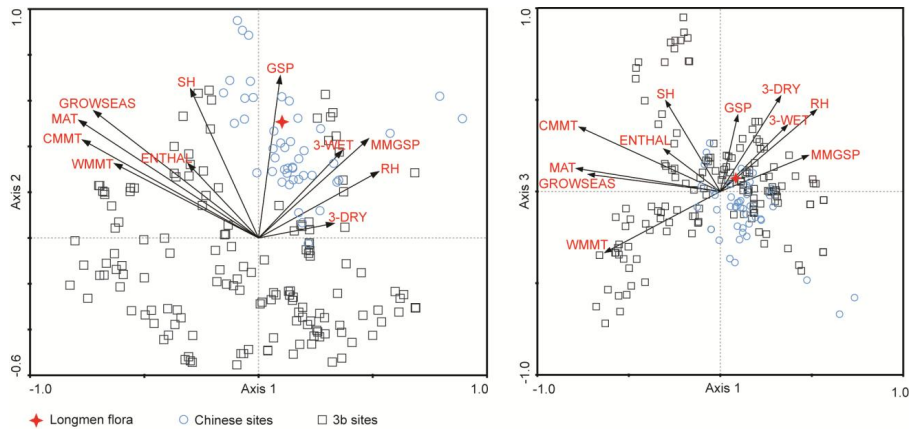 1.0
SH
GSP
GROWSEAS
MAT
CMMT
WMMT
ENTHAL
3-WET
MMGSP
RH
3-DRY
Axis 2
-0.6
-1.0
Axis 1
1.0
1.0
SH
3-DRY
GSP
RH
3-WET
CMMT
ENTHAL
MMGSP
MAT
GROWSEAS
WMMT
Axis 3
-1.0
-1.0
Axis 1
1.0
Longmen flora
Chinese sites
3b sites